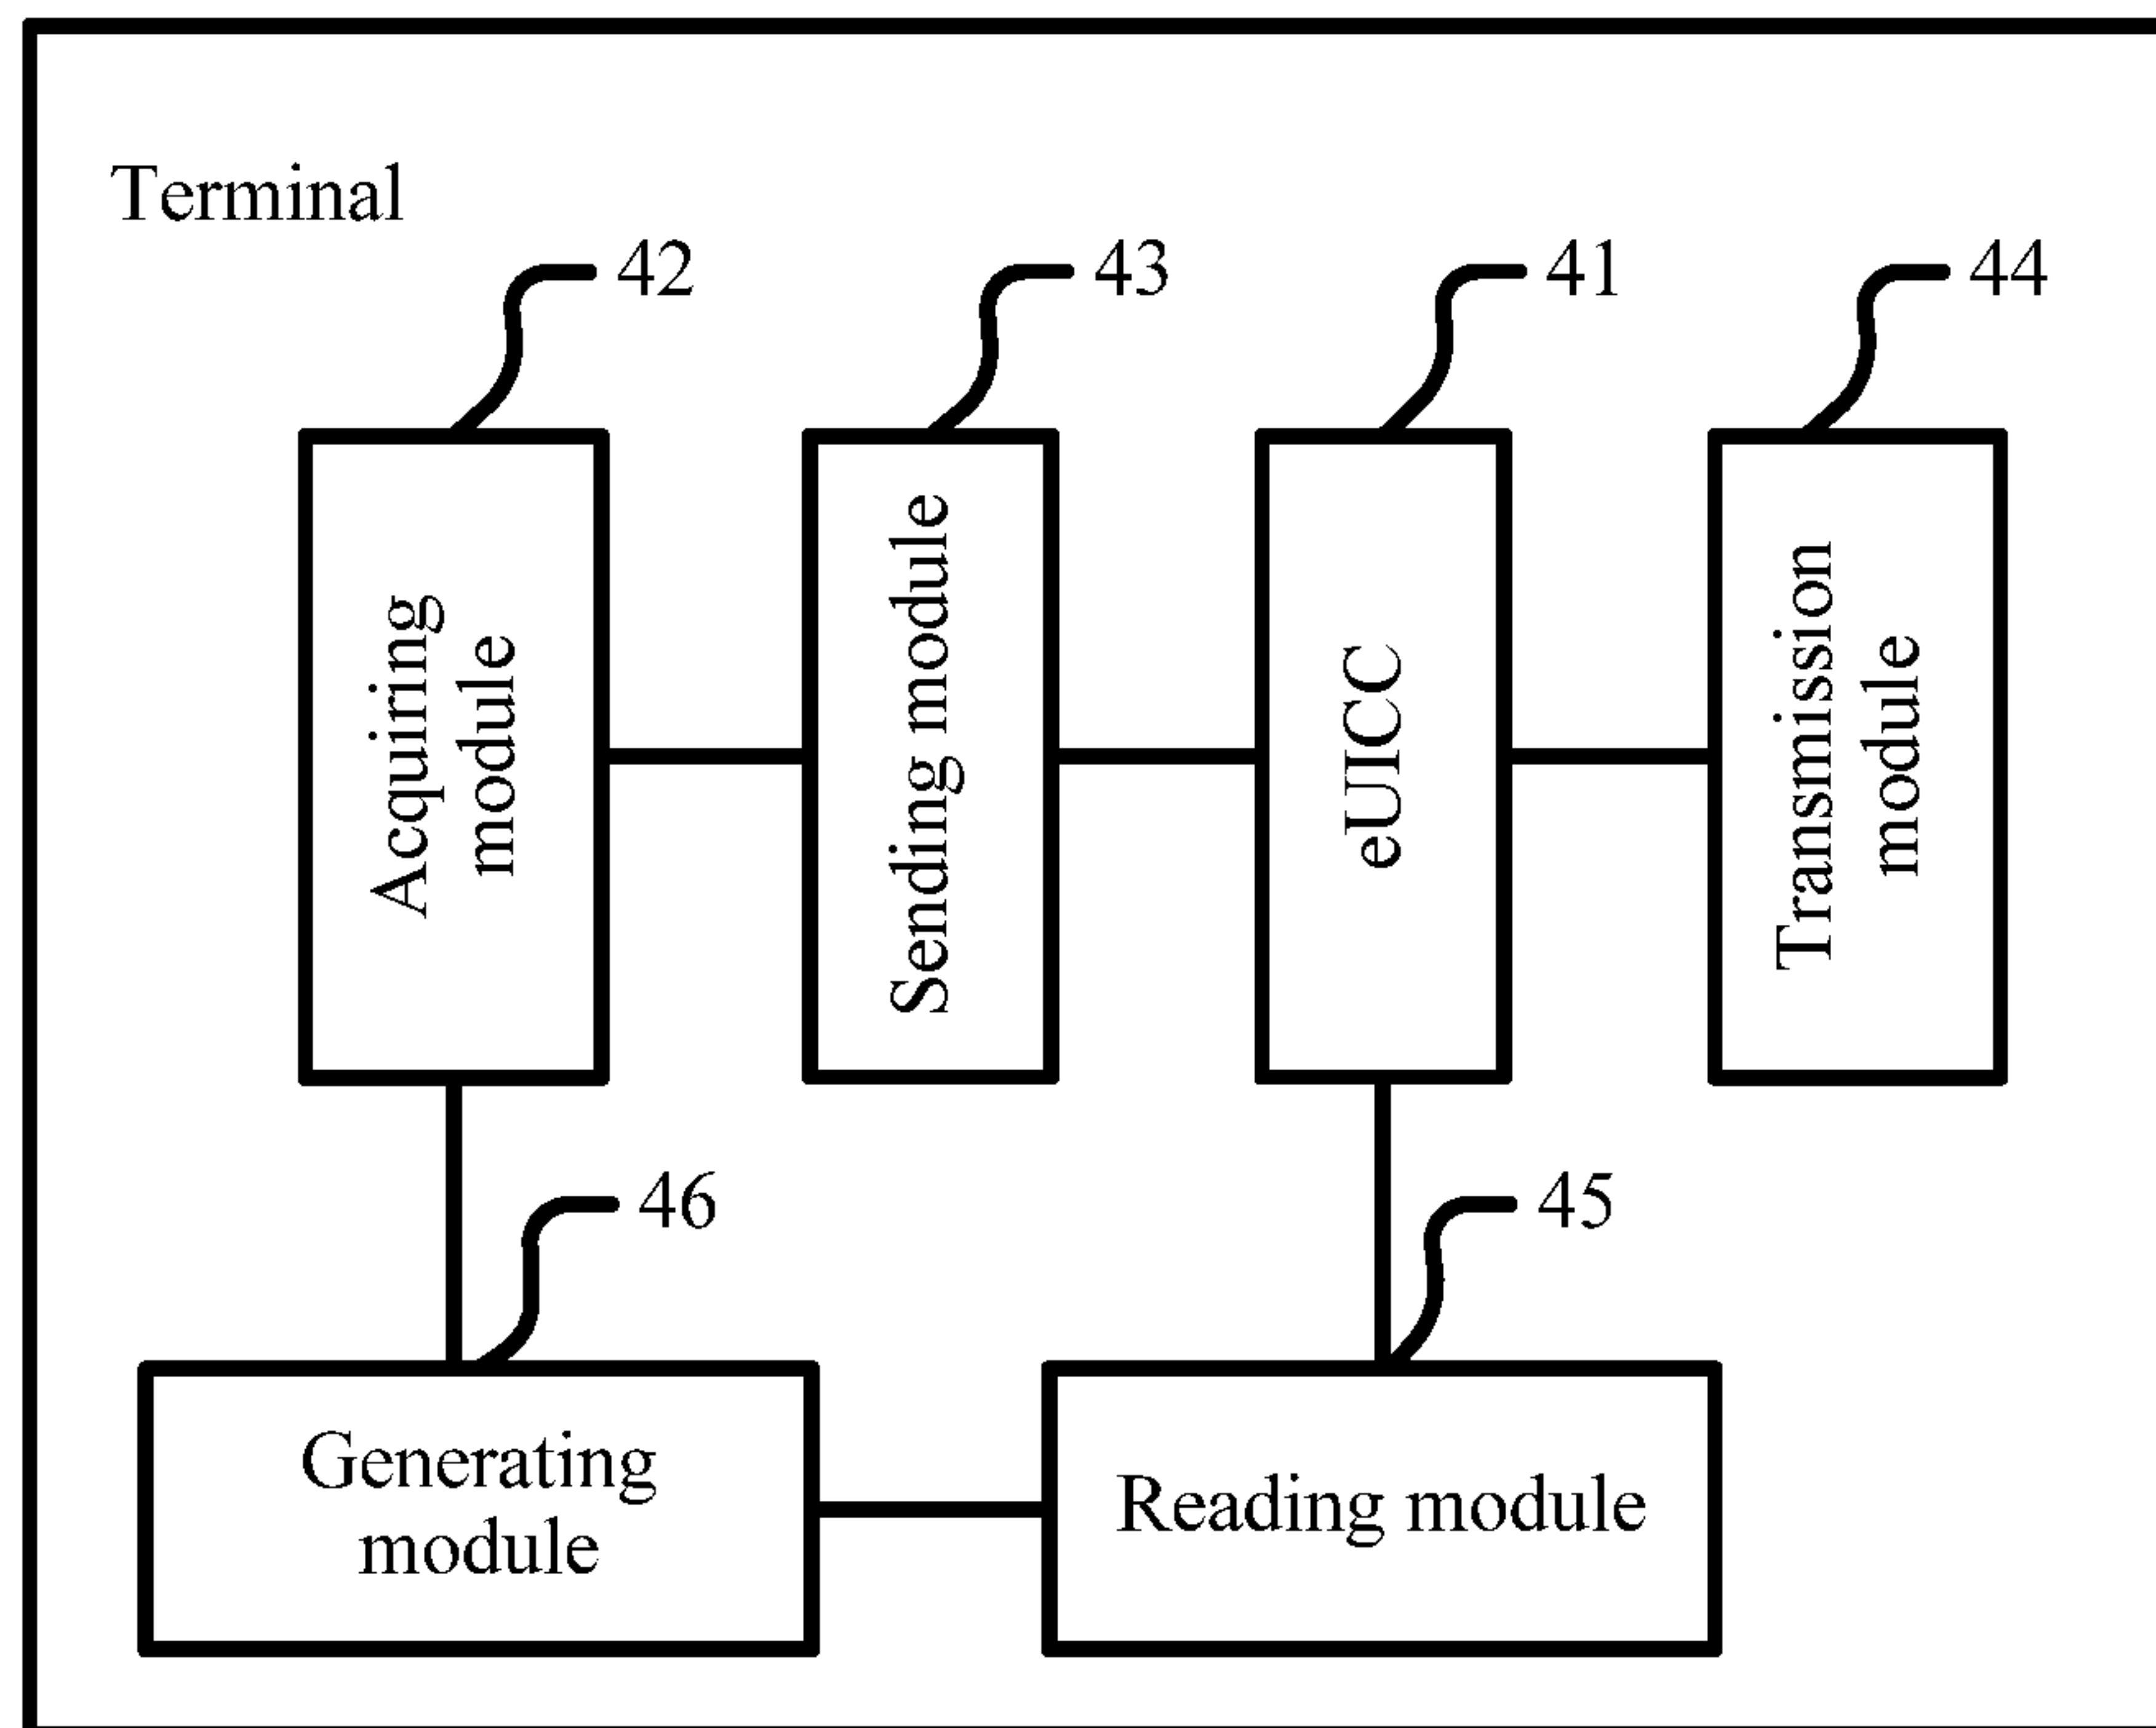 Terminal
42
43
41
44
Acquiring
module
Sending module
eUICC
Transmission
module
46
45
Generating
module
Reading module